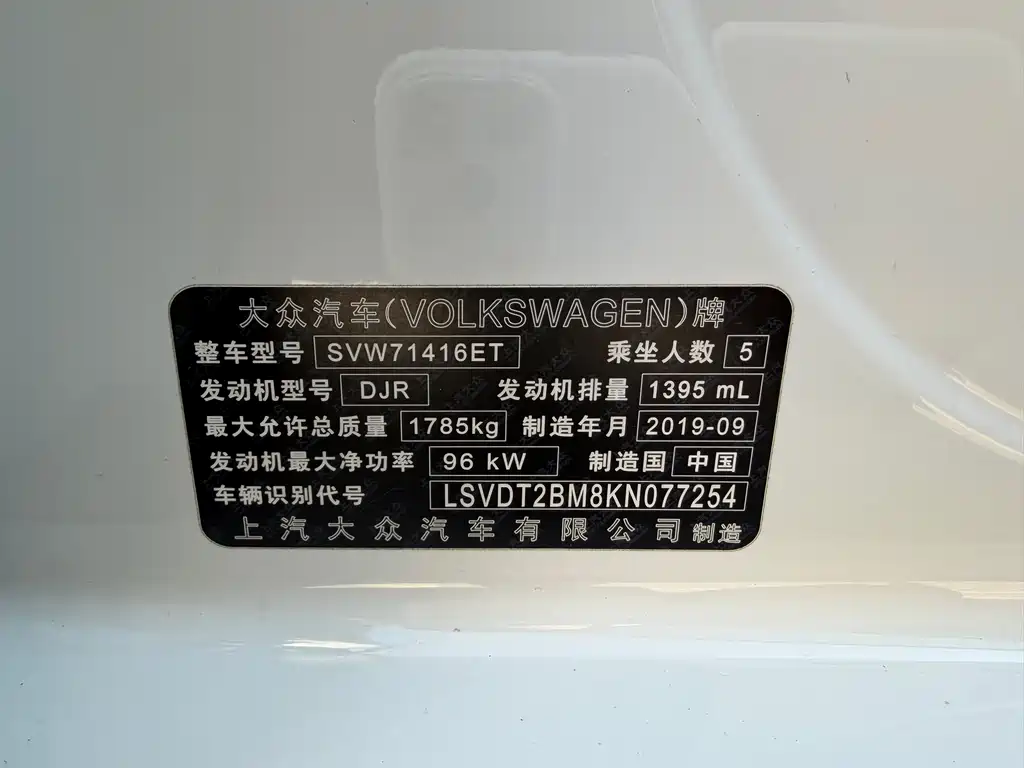 大众汽车(VOLKSWAGEN)牌
整车型号 SVW71416ET 乘坐人数 5
发动机型号 DJR 发动机排量 1395 mL
最大允许总质量 1785kg 制造年月 2019-09
发动机最大净功率 96 kW 制造国 中国
车辆识别代号 LSVDT2BM8KN077254
上汽大众汽车有限公司 制造